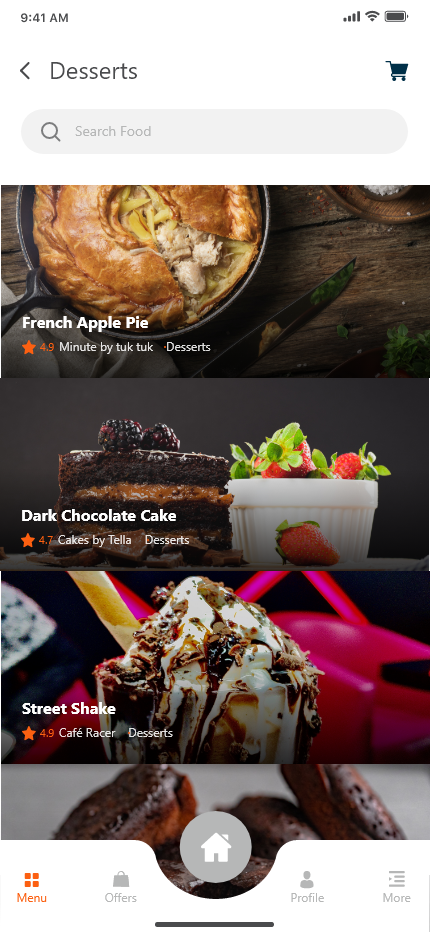 9:41 AM
Desserts
Search Food
French Apple Pie
4.9 Minute by tuk tuk ·Desserts
Dark Chocolate Cake
4.7 Cakes by Tella Desserts
Street Shake
4.9 Café Racer Desserts
Menu Offers Profile More